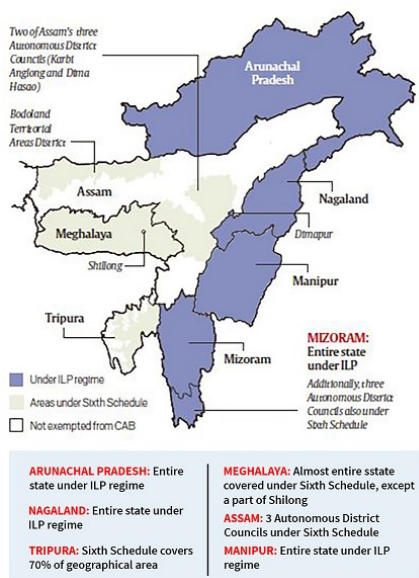 Two of Assam's three
Autonomous District
Councils (Karbi
Anglong and Dima
Hasao)
Arunachal
Pradesh
Bodoland
Territorial
Areas District
Assam
Nagaland
Meghalaya
Dimapur
Shillong
Manipur
Tripura
Mizoram
MIZORAM:
Entire state
under ILP
Additionally, three
Autonomous District
Councils also under
Sixth Schedule
Under ILP regime
Areas under Sixth Schedule
Not exempted from CAB
ARUNACHAL PRADESH: Entire
state under ILP regime
NAGALAND: Entire state under
ILP regime
TRIPURA: Sixth Schedule covers
70% of geographical area
MEGHALAYA: Almost entire sstate
covered under Sixth Schedule, except
a part of Shilong
ASSAM: 3 Autonomous District
Councils under Sixth Schedule
MANIPUR: Entire state under ILP
regime